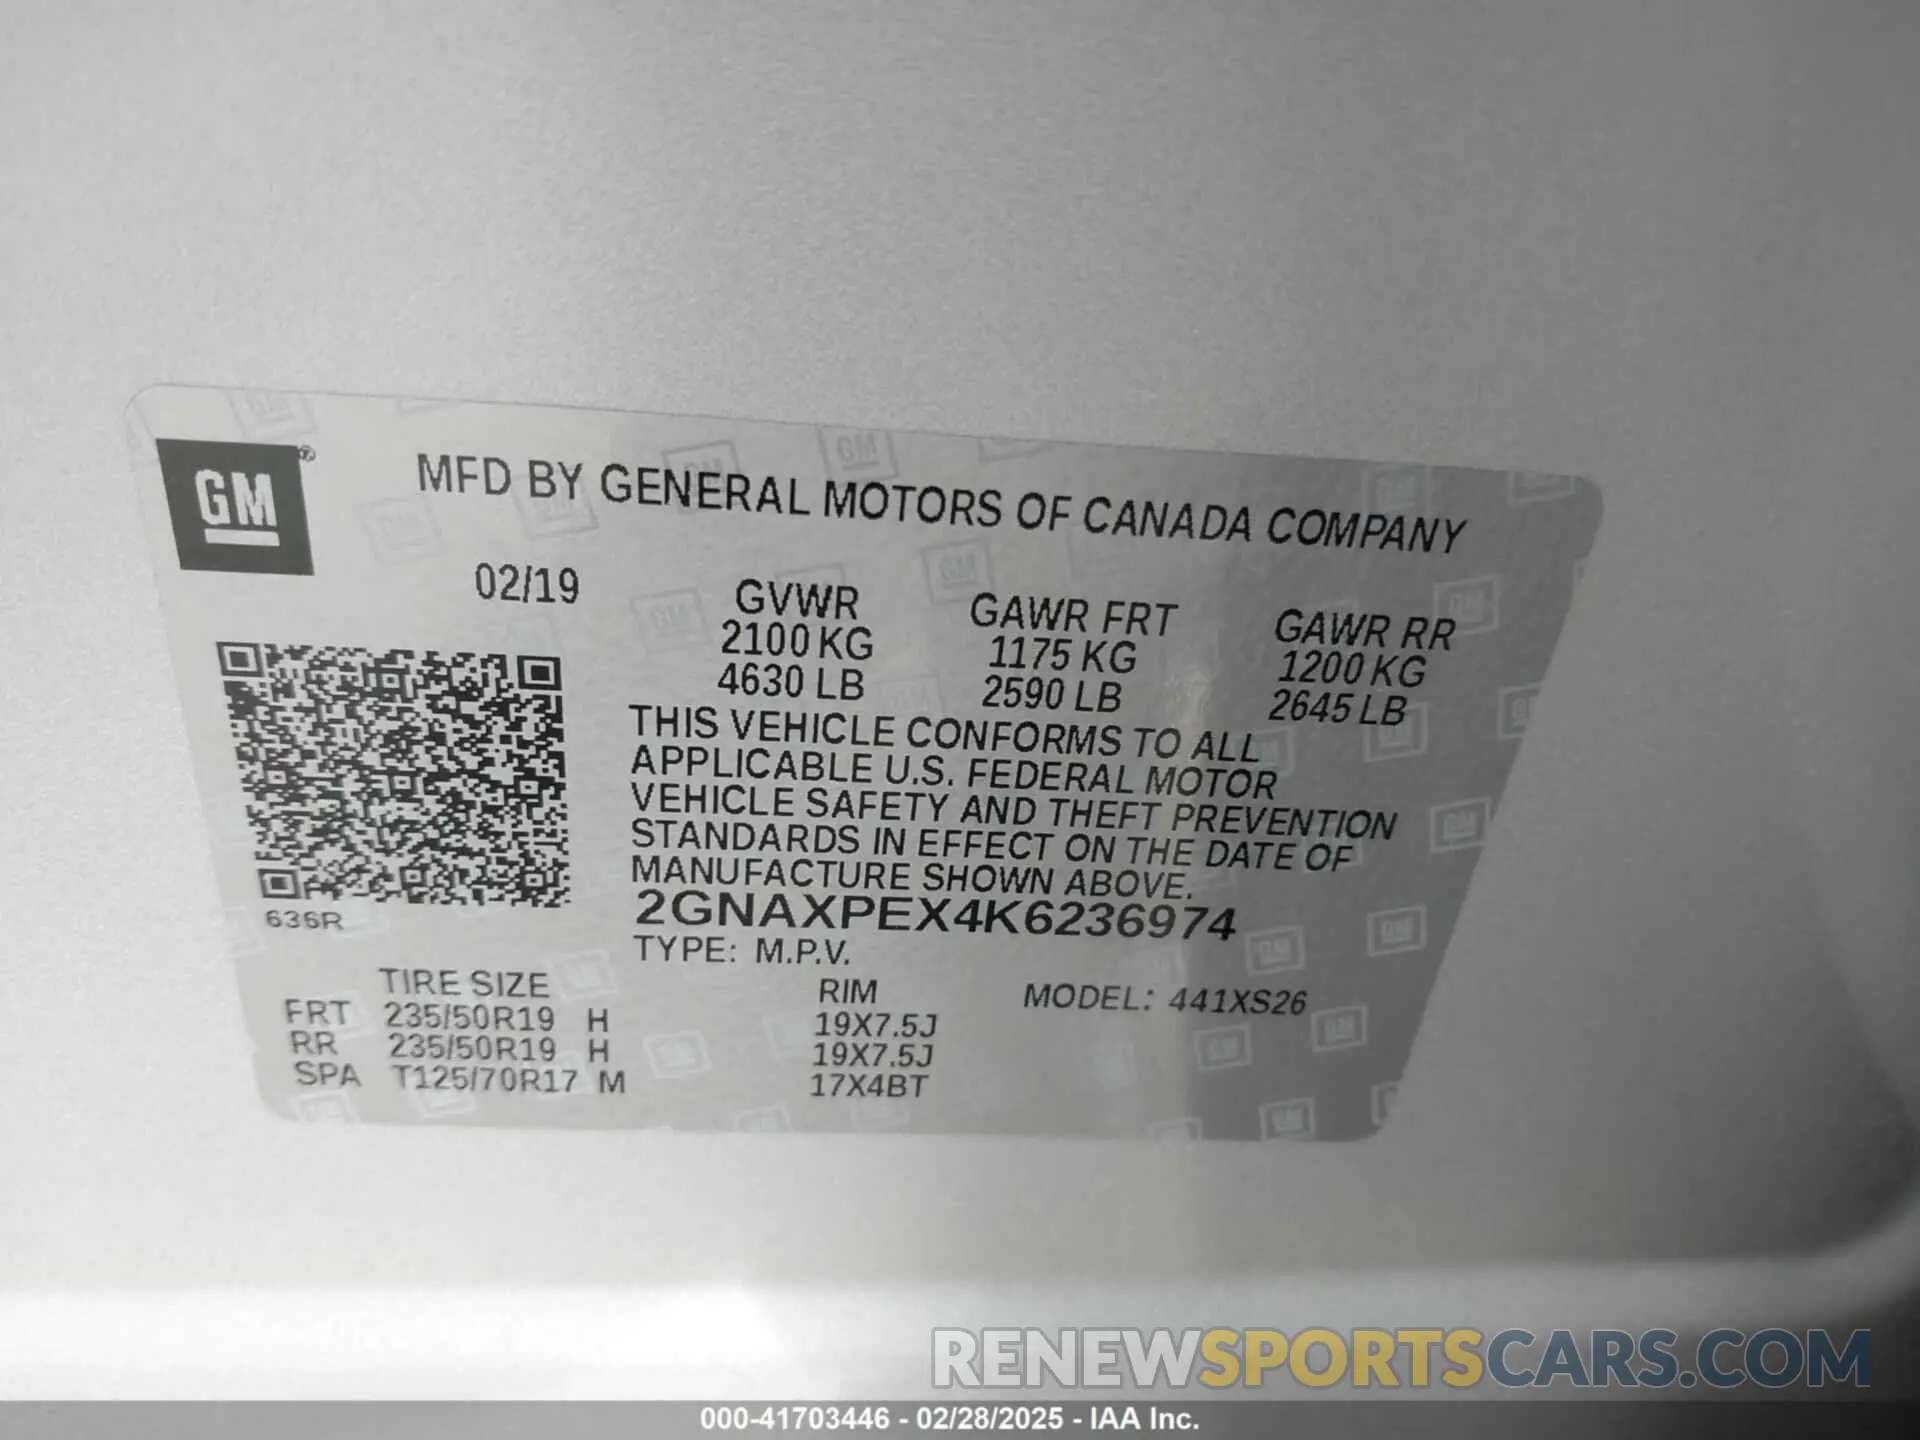 GM®
MFD BY GENERAL MOTORS OF CANADA COMPANY
02/19
GVWR GAWR FRT GAWR RR
2100 KG 1175 KG 1200 KG
4630 LB 2590 LB 2645 LB
THIS VEHICLE CONFORMS TO ALL
APPLICABLE U.S. FEDERAL MOTOR
VEHICLE SAFETY AND THEFT PREVENTION
STANDARDS IN EFFECT ON THE DATE OF
MANUFACTURE SHOWN ABOVE.
2GNAXPEX4K6236974
636R
TYPE: M.P.V.
TIRE SIZE RIM MODEL: 441XS26
FRT 235/50R19 H 19X7.5J
RR 235/50R19 H 19X7.5J
SPA T125/70R17 M 17X4BT
RENEWSPORTSCARS.COM
000-41703446 - 02/28/2025 - IAA Inc.